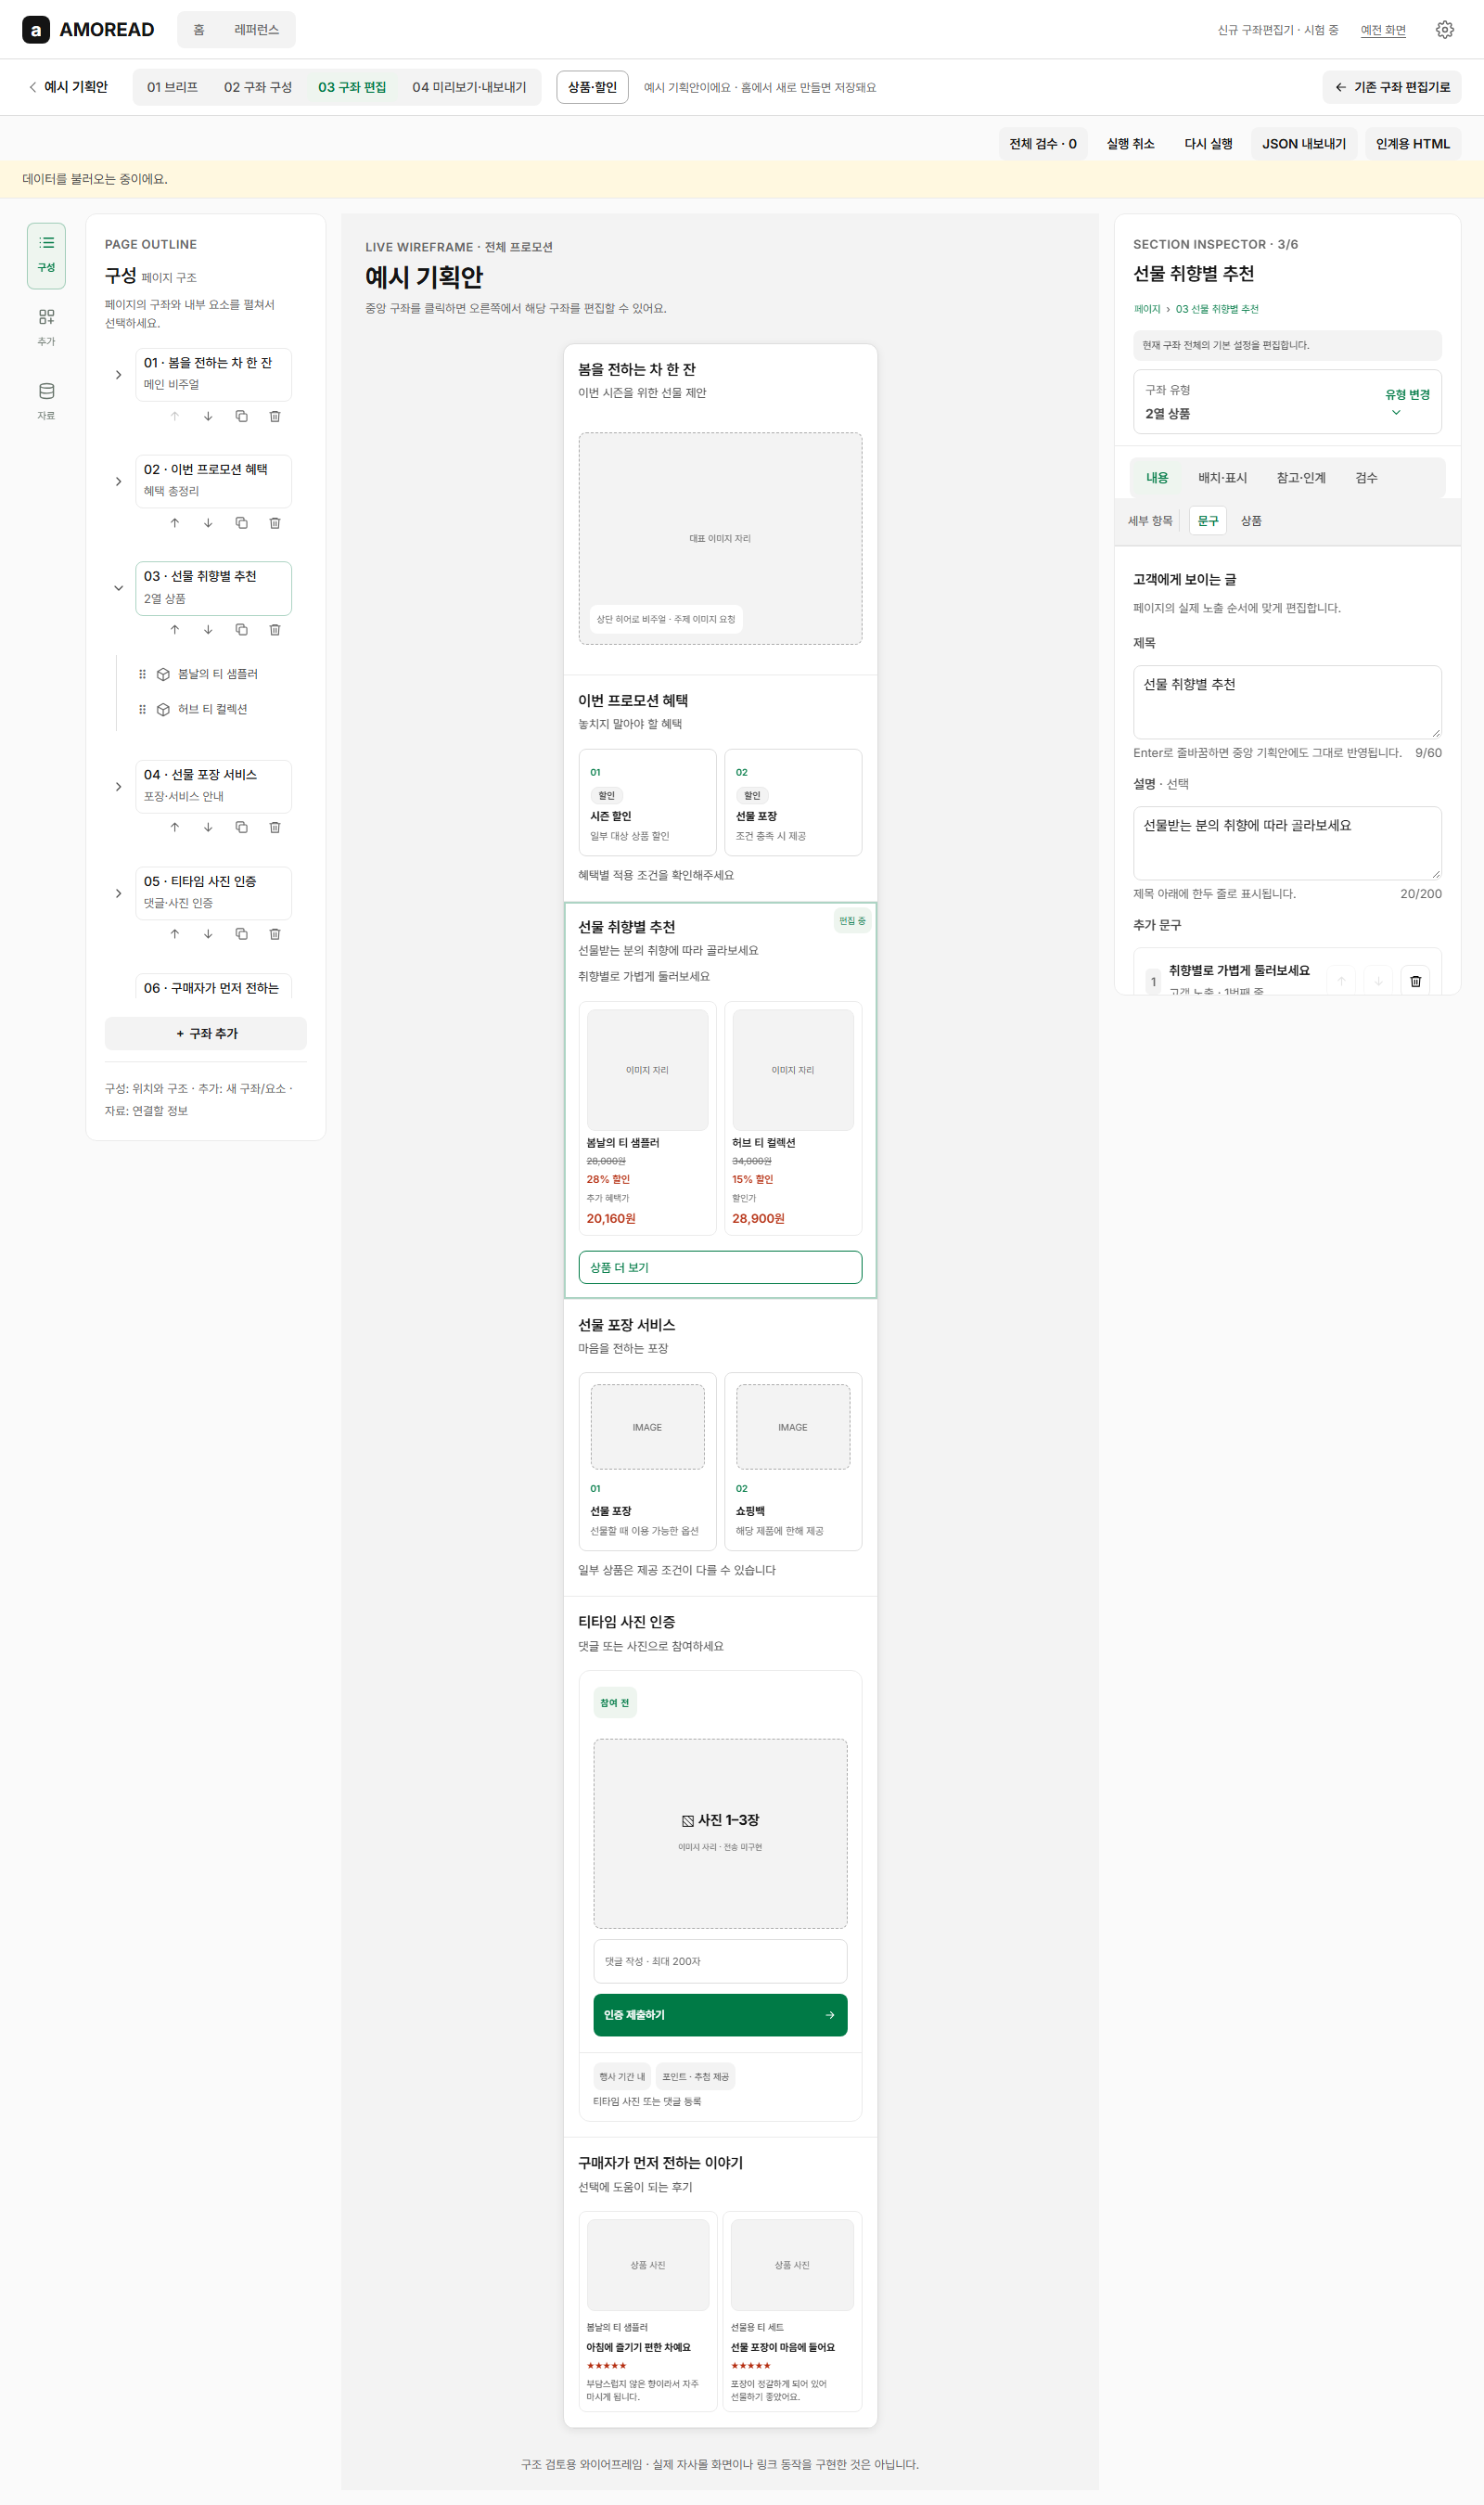 a AMOREAD 홈 레퍼런스 신규 구좌편집기 · 시험 중 예전 화면
예시 기획안 01 브리프 02 구좌 구성 03 구좌 편집 04 미리보기·내보내기 상품·할인 예시 기획안이에요 · 홈에서 새로 만들면 저장돼요 ← 기존 구좌 편집기로
전체 검수 · 0 실행 취소 다시 실행 JSON 내보내기 인계용 HTML
데이터를 불러오는 중이에요.
구성
추가
자료
PAGE OUTLINE
구성 페이지 구조
페이지의 구좌와 내부 요소를 펼쳐서
선택하세요.
01 · 봄을 전하는 차 한 잔
메인 비주얼
02 · 이번 프로모션 혜택
혜택 총정리
03 · 선물 취향별 추천
2열 상품
봄날의 티 샘플러
허브 티 컬렉션
04 · 선물 포장 서비스
포장·서비스 안내
05 · 티타임 사진 인증
댓글·사진 인증
06 · 구매자가 먼저 전하는
+ 구좌 추가
구성: 위치와 구조 · 추가: 새 구좌/요소 ·
자료: 연결할 정보
LIVE WIREFRAME · 전체 프로모션
예시 기획안
중앙 구좌를 클릭하면 오른쪽에서 해당 구좌를 편집할 수 있어요.
봄을 전하는 차 한 잔
이번 시즌을 위한 선물 제안
대표 이미지 자리
상단 히어로 비주얼 · 주제 이미지 요청
이번 프로모션 혜택
놓치지 말아야 할 혜택
01 02
할인 할인
시즌 할인 선물 포장
일부 대상 상품 할인 조건 충족 시 제공
혜택별 적용 조건을 확인해주세요
편집 중
선물 취향별 추천
선물받는 분의 취향에 따라 골라보세요
취향별로 가볍게 둘러보세요
이미지 자리 이미지 자리
봄날의 티 샘플러 허브 티 컬렉션
28,000원 34,000원
28% 할인 15% 할인
추가 혜택가 할인가
20,160원 28,900원
상품 더 보기
선물 포장 서비스
마음을 전하는 포장
IMAGE IMAGE
01 02
선물 포장 쇼핑백
선물할 때 이용 가능한 옵션 해당 제품에 한해 제공
일부 상품은 제공 조건이 다를 수 있습니다
티타임 사진 인증
댓글 또는 사진으로 참여하세요
참여 전
사진 1–3장
이미지 자리 · 전송 미구현
댓글 작성 · 최대 200자
인증 제출하기 →
행사 기간 내 포인트 · 추첨 제공
티타임 사진 또는 댓글 등록
구매자가 먼저 전하는 이야기
선택에 도움이 되는 후기
상품 사진 상품 사진
봄날의 티 샘플러 선물용 티 세트
아침에 즐기기 편한 차예요 선물 포장이 마음에 들어요
★★★★★ ★★★★★
부담스럽지 않은 향이라서 자주 포장이 정갈하게 되어 있어
마시게 됩니다. 선물하기 좋았어요.
구조 검토용 와이어프레임 · 실제 자사몰 화면이나 링크 동작을 구현한 것은 아닙니다.
SECTION INSPECTOR · 3/6
선물 취향별 추천
페이지 › 03 선물 취향별 추천
현재 구좌 전체의 기본 설정을 편집합니다.
구좌 유형 유형 변경
2열 상품
내용 배치·표시 참고·인계 검수
세부 항목 문구 상품
고객에게 보이는 글
페이지의 실제 노출 순서에 맞게 편집합니다.
제목
선물 취향별 추천
Enter로 줄바꿈하면 중앙 기획안에도 그대로 반영됩니다. 9/60
설명 · 선택
선물받는 분의 취향에 따라 골라보세요
제목 아래에 한두 줄로 표시됩니다. 20/200
추가 문구
1 취향별로 가볍게 둘러보세요
고객 노출 · 1번째 줄